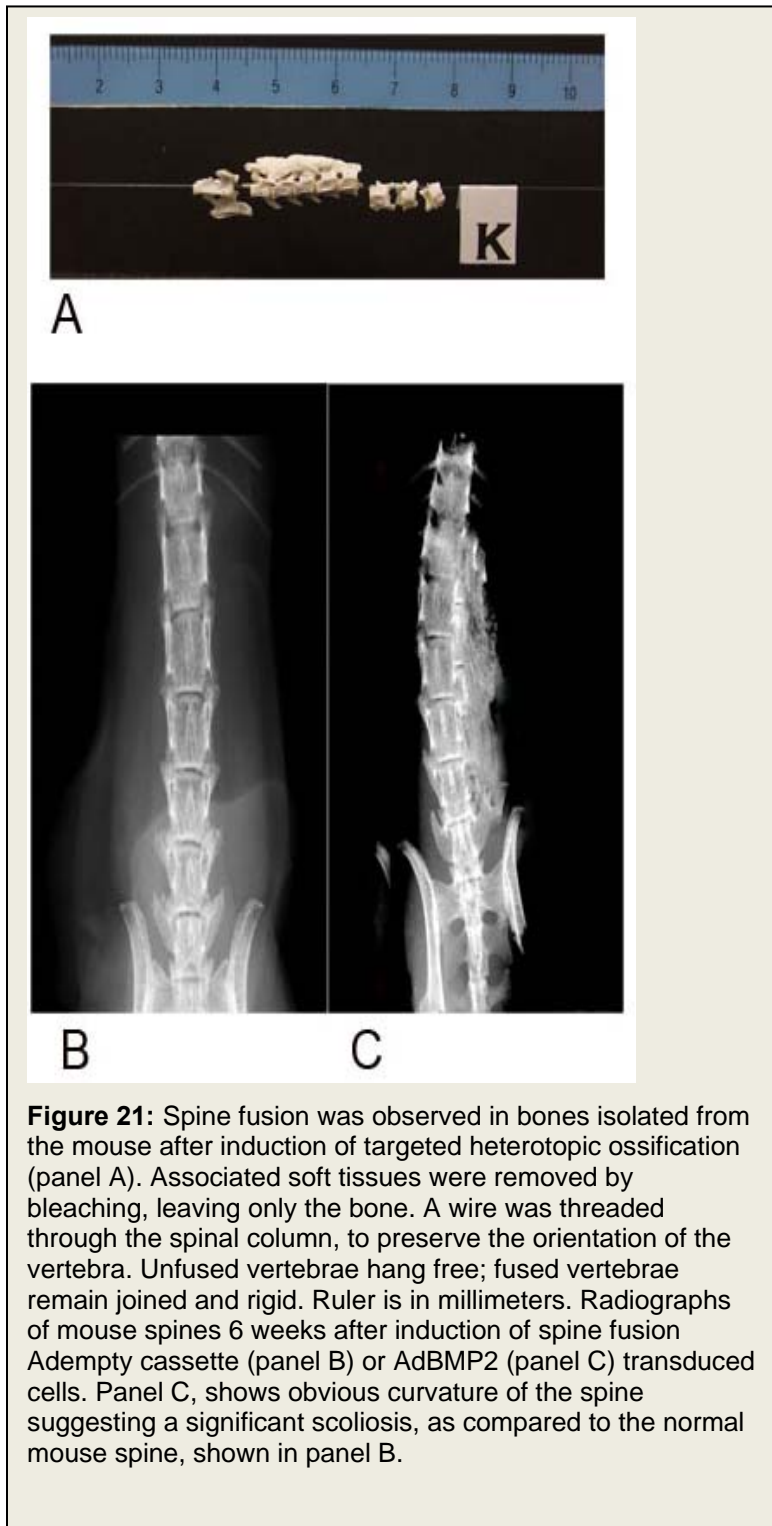 2 3 4 5 6 7 8 9 10
K
A
B C
Figure 21: Spine fusion was observed in bones isolated from
the mouse after induction of targeted heterotopic ossification
(panel A). Associated soft tissues were removed by
bleaching, leaving only the bone. A wire was threaded
through the spinal column, to preserve the orientation of the
vertebra. Unfused vertebrae hang free; fused vertebrae
remain joined and rigid. Ruler is in millimeters. Radiographs
of mouse spines 6 weeks after induction of spine fusion
Adempty cassette (panel B) or AdBMP2 (panel C) transduced
cells. Panel C, shows obvious curvature of the spine
suggesting a significant scoliosis, as compared to the normal
mouse spine, shown in panel B.